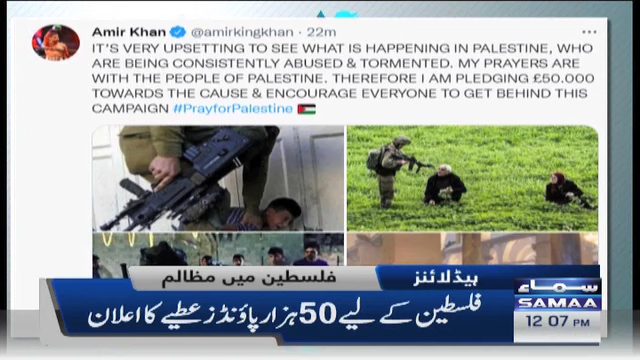 Amir Khan @amirkingkhan · 22m
IT'S VERY UPSETTING TO SEE WHAT IS HAPPENING IN PALESTINE, WHO
ARE BEING CONSISTENTLY ABUSED & TORMENTED. MY PRAYERS ARE
WITH THE PEOPLE OF PALESTINE. THEREFORE I AM PLEDGING £50.000
TOWARDS THE CAUSE & ENCOURAGE EVERYONE TO GET BEHIND THIS
CAMPAIGN #PrayforPalestine 🇵🇸
ہیڈلائنز
فلسطین میں مظالم
فلسطین کے لیے 50 ہزار پاؤنڈز عطیے کا اعلان
سماء
SAMAA
12:07 PM